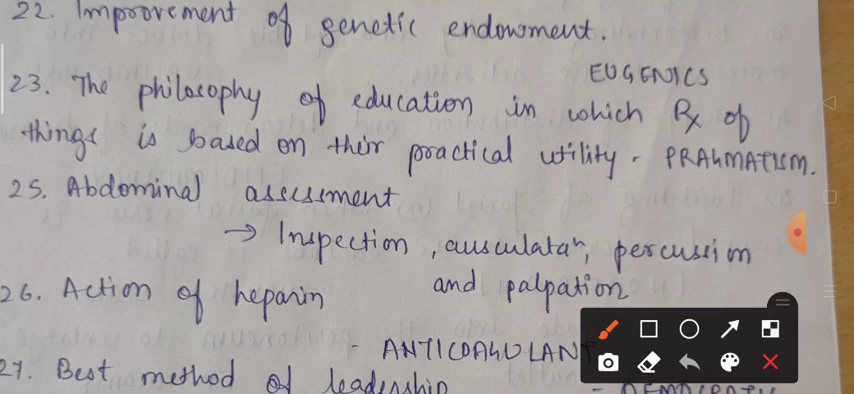 22. Improvement of genetic endowment.
EUGENICS
23. The philosophy of education in which Rx of
things is based on their practical utility - PRAGMATISM.
25. Abdominal assessment
→ Inspection, auscultatn, percussion
and palpation
26. Action of heparin
- ANTICOAGULANT
27. Best method of leadership
- DEMOCRATIC